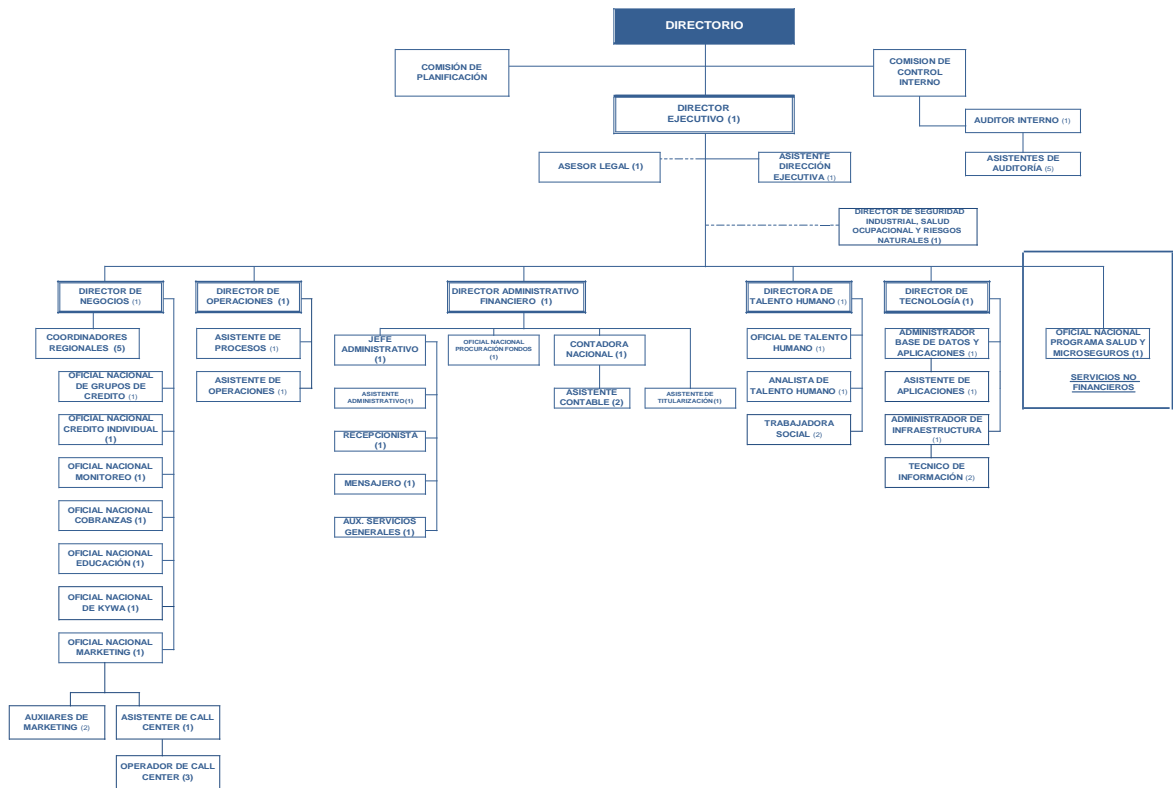 DIRECTORIO
COMISIÓN DE
PLANIFICACIÓN
COMISION DE
CONTROL
INTERNO
DIRECTOR
EJECUTIVO (1)
AUDITOR INTERNO (1)
ASISTENTES DE
AUDITORÍA (5)
ASESOR LEGAL (1)
ASISTENTE
DIRECCIÓN
EJECUTIVA (1)
DIRECTOR DE SEGURIDAD
INDUSTRIAL, SALUD
OCUPACIONAL Y RIESGOS
NATURALES (1)
DIRECTOR DE
NEGOCIOS (1)
COORDINADORES
REGIONALES (5)
OFICIAL NACIONAL
DE GRUPOS DE
CREDITO (1)
OFICIAL NACIONAL
CREDITO INDIVIDUAL
(1)
OFICIAL NACIONAL
MONITOREO (1)
OFICIAL NACIONAL
COBRANZAS (1)
OFICIAL NACIONAL
EDUCACIÓN (1)
OFICIAL NACIONAL
DE KYWA (1)
OFICIAL NACIONAL
MARKETING (1)
AUXIIARES DE
MARKETING (2)
ASISTENTE DE CALL
CENTER (1)
OPERADOR DE CALL
CENTER (3)
DIRECTOR DE
OPERACIONES (1)
ASISTENTE DE
PROCESOS (1)
ASISTENTE DE
OPERACIONES (1)
DIRECTOR ADMINISTRATIVO
FINANCIERO (1)
JEFE
ADMINISTRATIVO
(1)
ASISTENTE
ADMINISTRATIVO(1)
RECEPCIONISTA
(1)
MENSAJERO (1)
AUX. SERVICIOS
GENERALES (1)
OFICIAL NACIONAL
PROCURACIÓN FONDOS
(1)
CONTADORA
NACIONAL (1)
ASISTENTE
CONTABLE (2)
ASISTENTE DE
TITULARIZACIÓN(1)
DIRECTORA DE
TALENTO HUMANO (1)
OFICIAL DE TALENTO
HUMANO (1)
ANALISTA DE
TALENTO HUMANO (1)
TRABAJADORA
SOCIAL (2)
DIRECTOR DE
TECNOLOGÍA (1)
ADMINISTRADOR
BASE DE DATOS Y
APLICACIONES (1)
ASISTENTE DE
APLICACIONES (1)
ADMINISTRADOR DE
INFRAESTRUCTURA
(1)
TECNICO DE
INFORMACIÓN (2)
OFICIAL NACIONAL
PROGRAMA SALUD Y
MICROSEGUROS (1)
SERVICIOS NO
FINANCIEROS